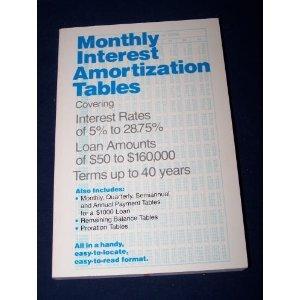 Monthly
Interest
Amortization
Tables
Covering
Interest Rates
of 5% to 28.75%
Loan Amounts
of $50 to $160,000
Terms up to 40 years
Also Includes:
• Monthly, Quarterly, Semiannual
and Annual Payment Tables
for a $1000 Loan
• Remaining Balance Tables
• Proration Tables
All in a handy,
easy-to-locate,
easy-to-read format.